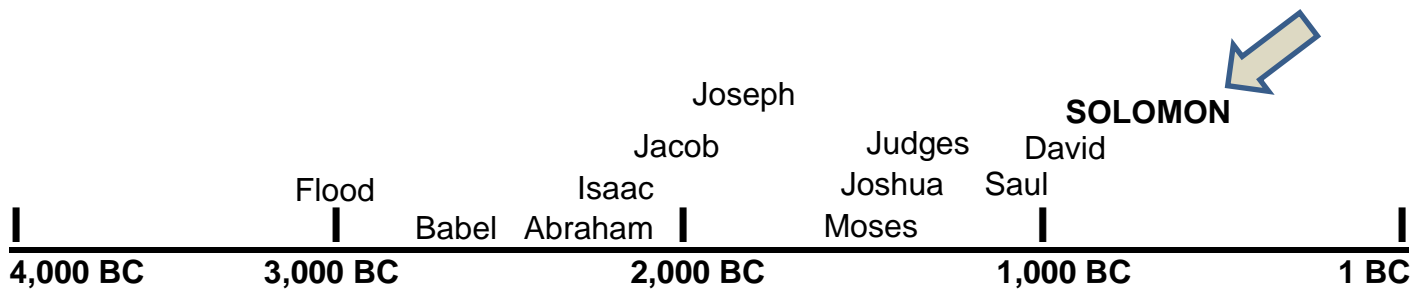 Joseph
SOLOMON
Jacob Judges David
Flood Isaac Joshua Saul
Babel Abraham Moses
4,000 BC 3,000 BC 2,000 BC 1,000 BC 1 BC